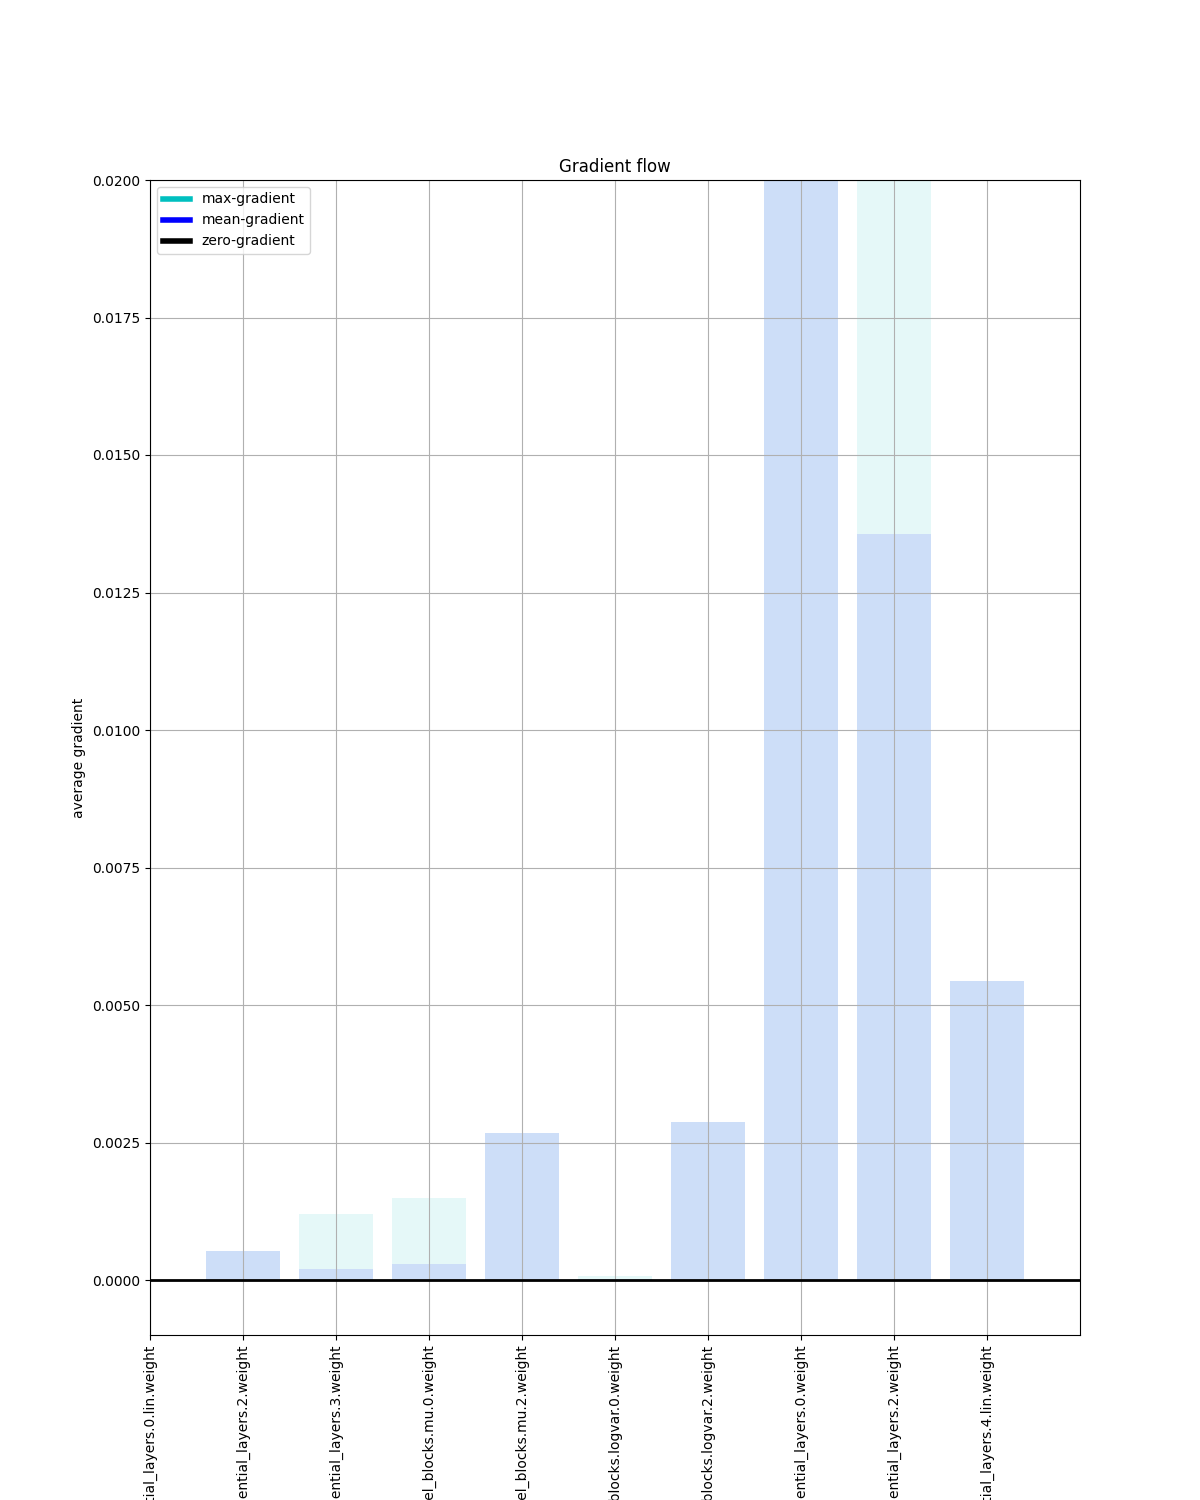 Gradient flow
max-gradient
mean-gradient
zero-gradient
0.0200
0.0175
0.0150
0.0125
0.0100
0.0075
0.0050
0.0025
0.0000
average gradient
tial_layers.0.lin.weight
ential_layers.2.weight
ential_layers.3.weight
el_blocks.mu.0.weight
el_blocks.mu.2.weight
blocks.logvar.0.weight
blocks.logvar.2.weight
ential_layers.0.weight
ential_layers.2.weight
tial_layers.4.lin.weight